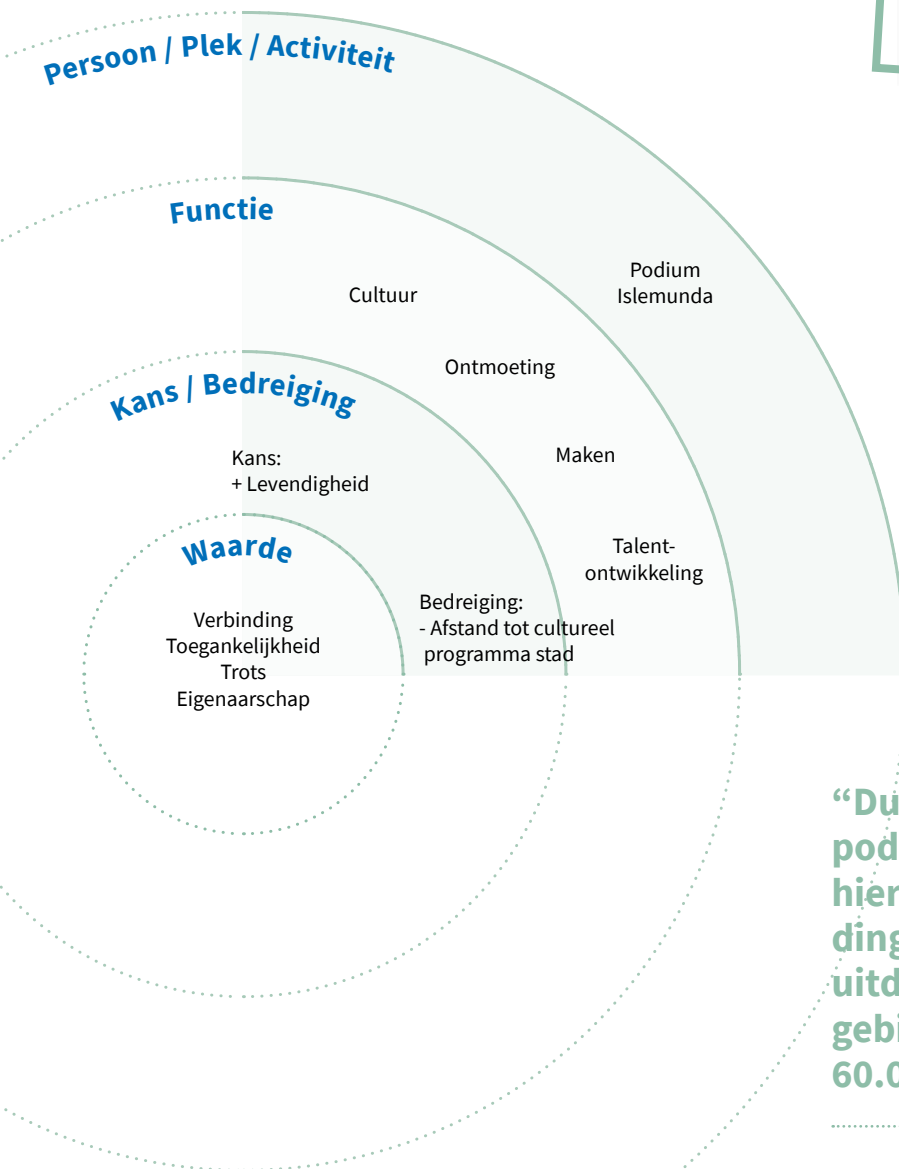 Persoon / Plek / Activiteit
Functie
Cultuur
Podium
Islemunda
Ontmoeting
Kans / Bedreiging
Maken
Kans:
+ Levendigheid
Waarde
Talent-
ontwikkeling
Bedreiging:
- Afstand tot cultureel
programma stad
Verbinding
Toegankelijkheid
Trots
Eigenaarschap
“Du
pod
hier
ding
uitd
gebi
60.0